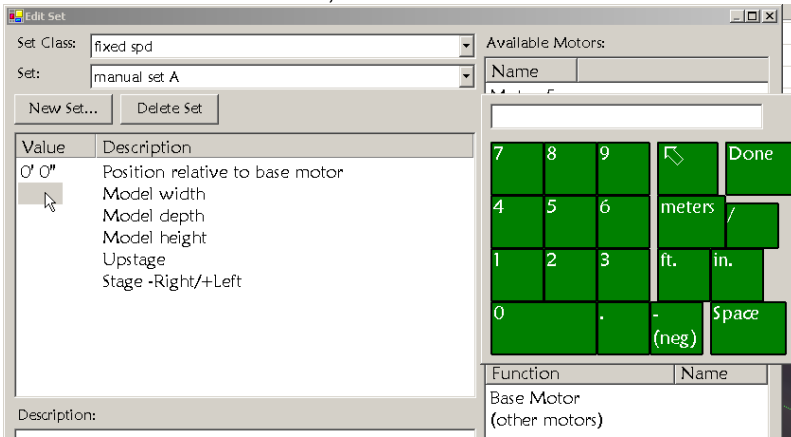 Edit Set
Set Class: fixed spd
Set: manual set A
New Set... Delete Set
Value Description
0' 0" Position relative to base motor
Model width
Model depth
Model height
Upstage
Stage -Right/+Left
Description:
Available Motors:
Name
7 8 9 Done
4 5 6 meters /
1 2 3 ft. in.
0 . - (neg) Space
Function Name
Base Motor
(other motors)